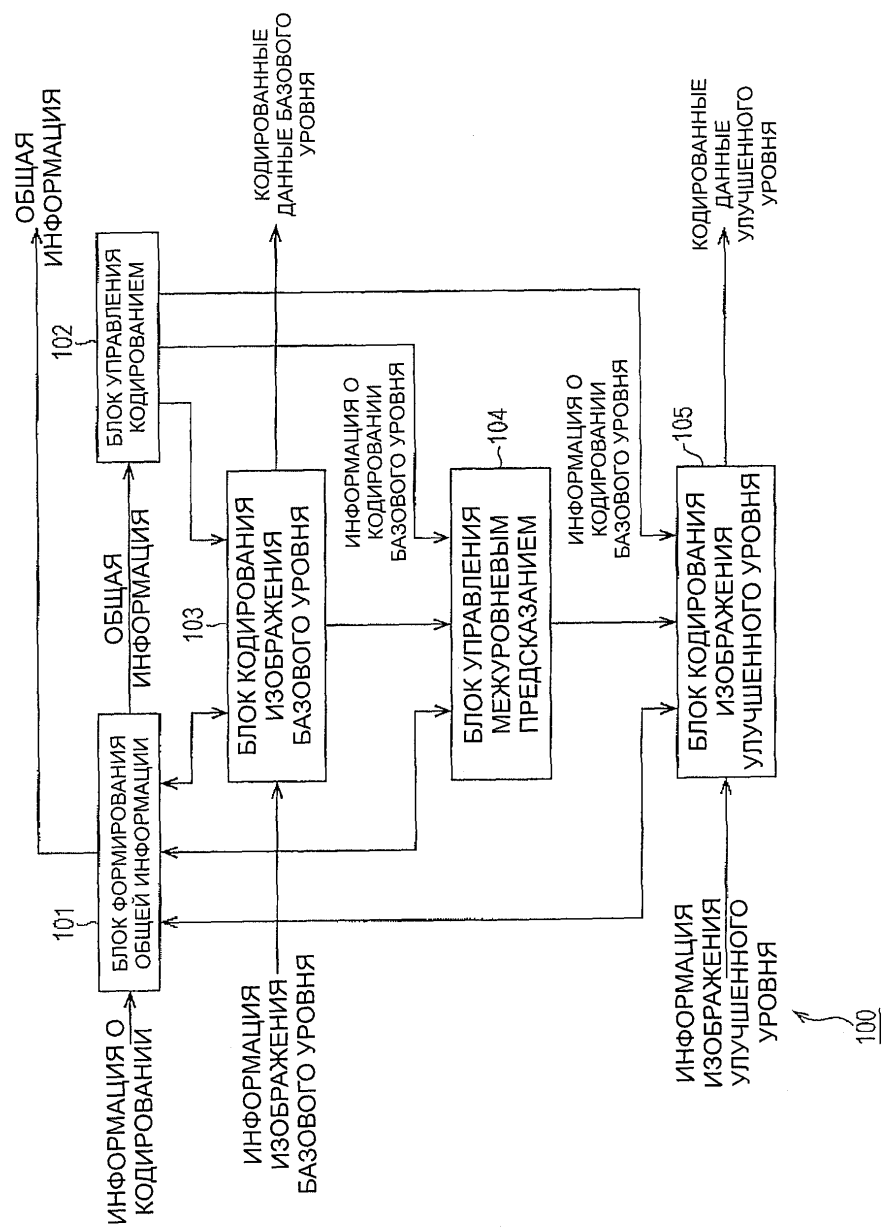 ИНФОРМАЦИЯ О
КОДИРОВАНИИ
101
БЛОК ФОРМИРОВАНИЯ
ОБЩЕЙ ИНФОРМАЦИИ
ОБЩАЯ
ИНФОРМАЦИЯ
102
БЛОК УПРАВЛЕНИЯ
КОДИРОВАНИЕМ
ОБЩАЯ
ИНФОРМАЦИЯ
ИНФОРМАЦИЯ
ИЗОБРАЖЕНИЯ
БАЗОВОГО УРОВНЯ
103
БЛОК КОДИРОВАНИЯ
ИЗОБРАЖЕНИЯ
БАЗОВОГО УРОВНЯ
КОДИРОВАННЫЕ
ДАННЫЕ БАЗОВОГО
УРОВНЯ
ИНФОРМАЦИЯ О
КОДИРОВАНИИ
БАЗОВОГО УРОВНЯ
104
БЛОК УПРАВЛЕНИЯ
МЕЖУРОВНЕВЫМ
ПРЕДСКАЗАНИЕМ
ИНФОРМАЦИЯ О
КОДИРОВАНИИ
БАЗОВОГО УРОВНЯ
105
ИНФОРМАЦИЯ
ИЗОБРАЖЕНИЯ
УЛУЧШЕННОГО
УРОВНЯ
БЛОК КОДИРОВАНИЯ
ИЗОБРАЖЕНИЯ
УЛУЧШЕННОГО УРОВНЯ
КОДИРОВАННЫЕ
ДАННЫЕ
УЛУЧШЕННОГО
УРОВНЯ
100